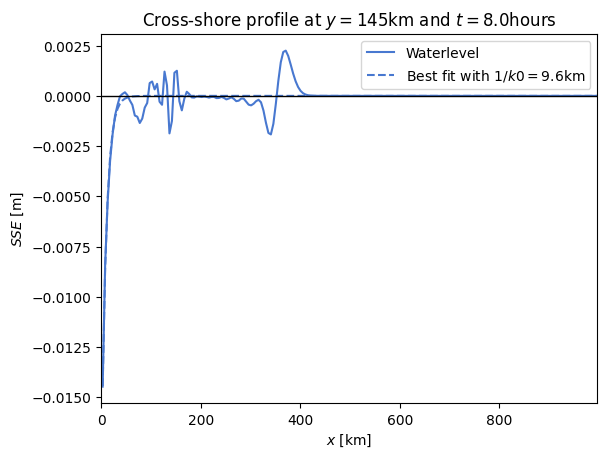 Cross-shore profile at y = 145km and t = 8.0hours
Waterlevel
Best fit with 1/k0 = 9.6km
0.0025
0.0000
−0.0025
−0.0050
−0.0075
−0.0100
−0.0125
−0.0150
SSE [m]
0 200 400 600 800
x [km]